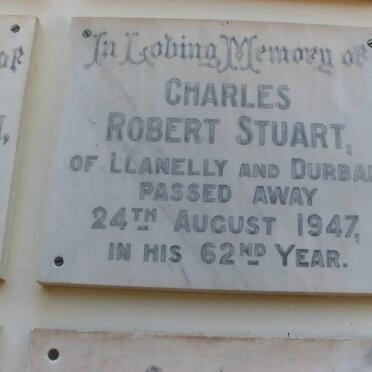 In Loving Memory of
CHARLES
ROBERT STUART,
OF LLANELLY AND DURBAN
PASSED AWAY
24TH AUGUST 1947,
IN HIS 62ND YEAR.
of